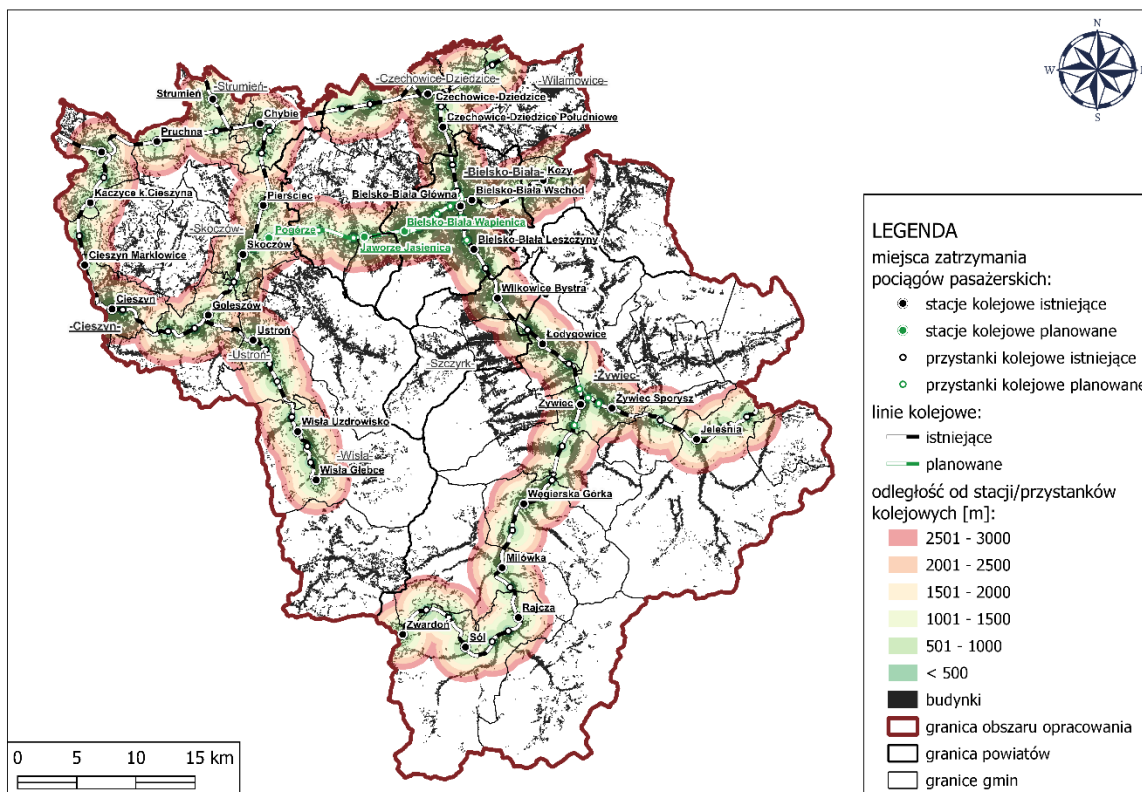 N
W
S
-Strumień-
Strumień
-Czechowice-Dziedzice-
-Wilamowice-
Czechowice-Dziedzice
Chybie
Czechowice-Dziedzice Południowe
Pruchna
-Bielsko-Biała-
Kozy
Kaczyce k.Cieszyna
Pierściec
Bielsko-Biała Główna
Bielsko-Biała Wschód
-Skoczów-
Pogórze
Bielsko-Biała Wapienica
Skoczów
Jaworze Jasienica
Bielsko-Biała Leszczyny
Cieszyn Marklowice
Wilkowice Bystra
Cieszyn
Goleszów
-Cieszyn-
Ustroń
-Ustroń-
Łodygowice
-Szczyrk-
-Żywiec-
Żywiec
Żywiec Sporysz
Wisła Uzdrowisko
Jeleśnia
-Wisła-
Wisła Głębce
Węgierska Górka
Milówka
Rajcza
Zwardoń
Sól
0 5 10 15 km
LEGENDA
miejsca zatrzymania
pociągów pasażerskich:
stacje kolejowe istniejące
stacje kolejowe planowane
przystanki kolejowe istniejące
przystanki kolejowe planowane
linie kolejowe:
istniejące
planowane
odległość od stacji/przystanków
kolejowych [m]:
2501 - 3000
2001 - 2500
1501 - 2000
1001 - 1500
501 - 1000
< 500
budynki
granica obszaru opracowania
granica powiatów
granice gmin